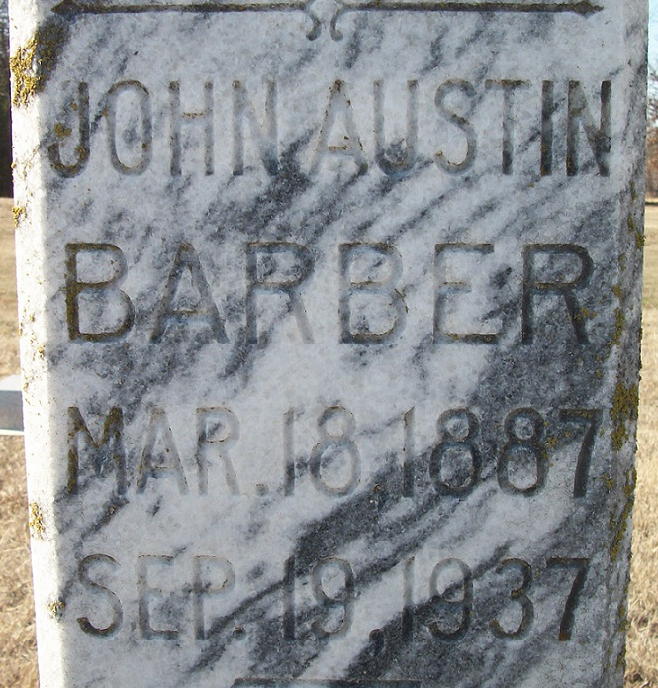 JOHN AUSTIN
BARBER
MAR. 18, 1887
SEP. 19, 1937